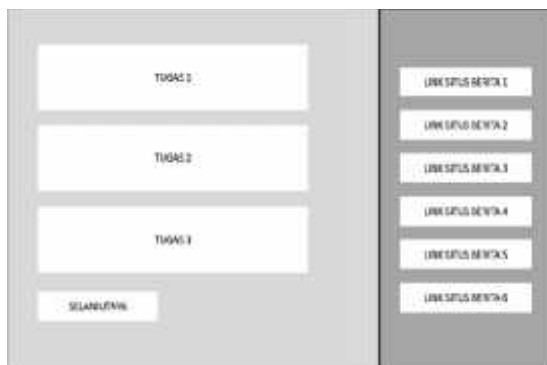 TUGAS 1
TUGAS 2
TUGAS 3
SELANJUTNYA
LINK SITUS BERITA 1
LINK SITUS BERITA 2
LINK SITUS BERITA 3
LINK SITUS BERITA 4
LINK SITUS BERITA 5
LINK SITUS BERITA 6